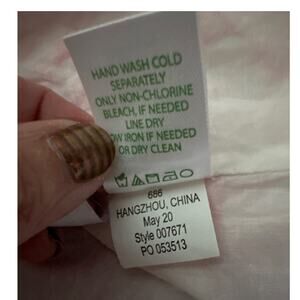 HAND WASH COLD
SEPARATELY
ONLY NON-CHLORINE
BLEACH, IF NEEDED
LINE DRY
OW IRON IF NEEDED
OR DRY CLEAN
686
HANGZHOU, CHINA
May 20
Style 007671
PO 053513